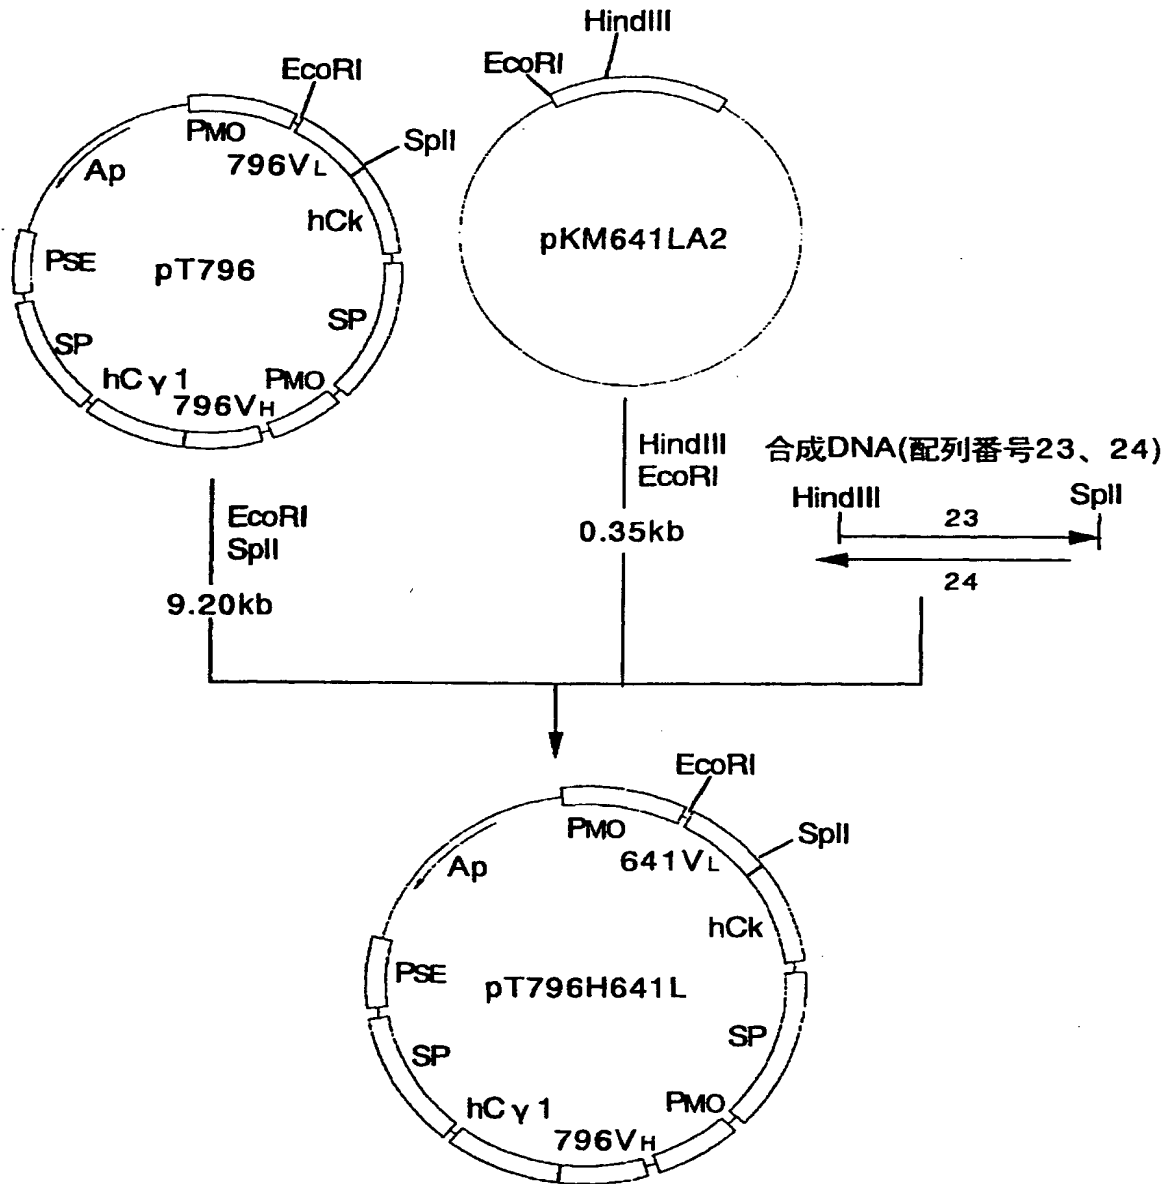 HindIII
EcoRI
EcoRI
PMO
SplI
796VL
Ap
hCk
pKM641LA2
PSE
pT796
SP
SP
hCγ1
PMO
796VH
HindIII
EcoRI
合成DNA(配列番号23、24)
HindIII
SplI
EcoRI
SplI
23
0.35kb
24
9.20kb
EcoRI
PMO
SplI
641VL
Ap
hCk
PSE
pT796H641L
SP
SP
hCγ1
PMO
796VH